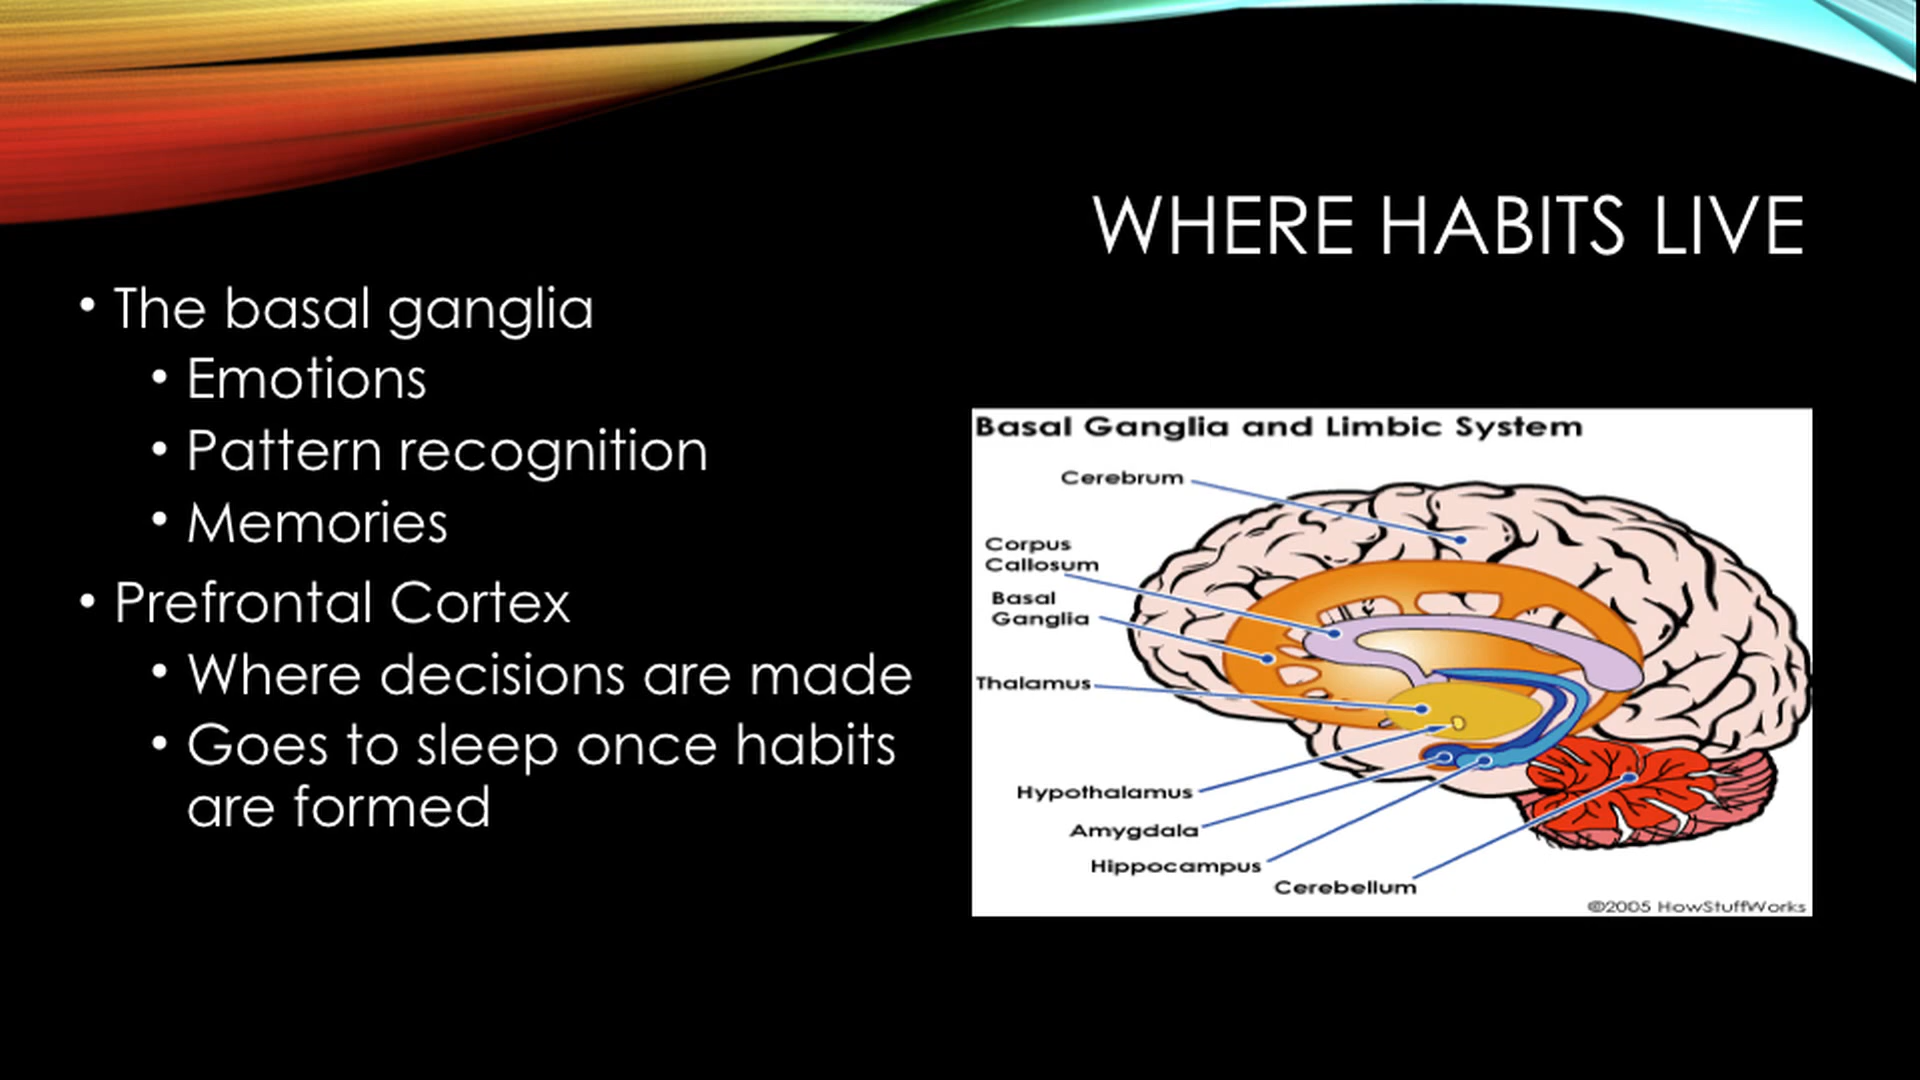 WHERE HABITS LIVE
• The basal ganglia
• Emotions
• Pattern recognition
• Memories
• Prefrontal Cortex
• Where decisions are made
• Goes to sleep once habits
are formed
Basal Ganglia and Limbic System
Cerebrum
Corpus
Callosum
Basal
Ganglia
Thalamus
Hypothalamus
Amygdala
Hippocampus
Cerebellum
©2005 HowStuffWorks